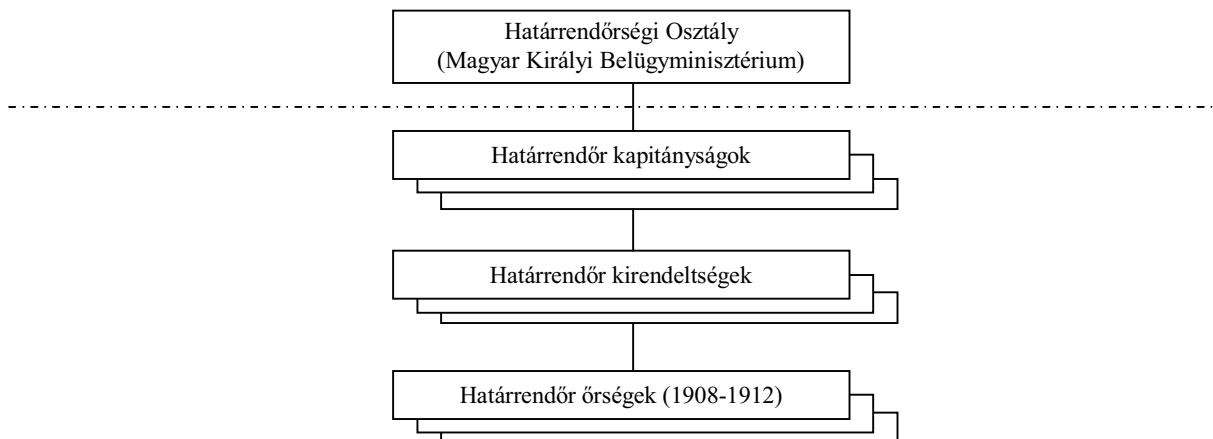 Határrendőrségi Osztály
(Magyar Királyi Belügyminisztérium)
Határrendőr kapitányságok
Határrendőr kirendeltségek
Határrendőr őrségek (1908-1912)